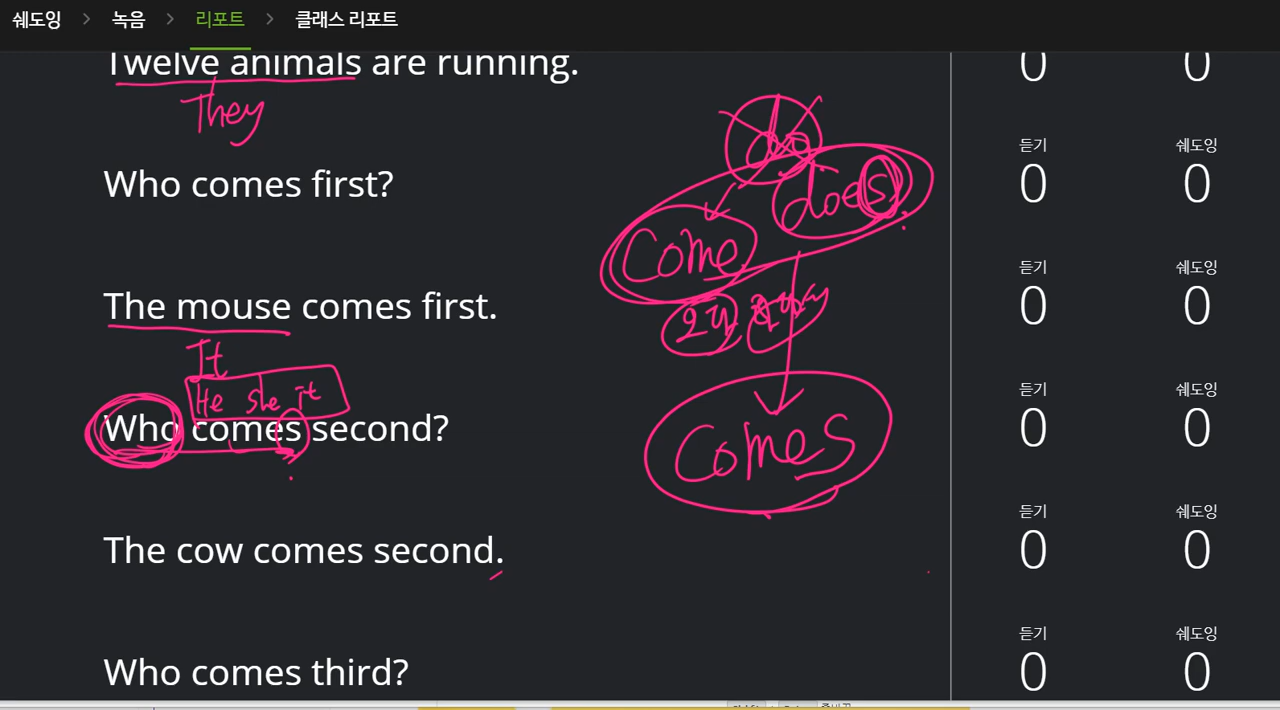 쉐도잉 > 녹음 > 리포트 > 클래스 리포트
Twelve animals are running.
0 0
They
do
does
Who comes first?
듣기 쉐도잉
0 0
Come
The mouse comes first.
듣기 쉐도잉
0 0
It
He she it
Who comes second?
듣기 쉐도잉
0 0
Comes
The cow comes second.
듣기 쉐도잉
0 0
Who comes third?
듣기 쉐도잉
0 0